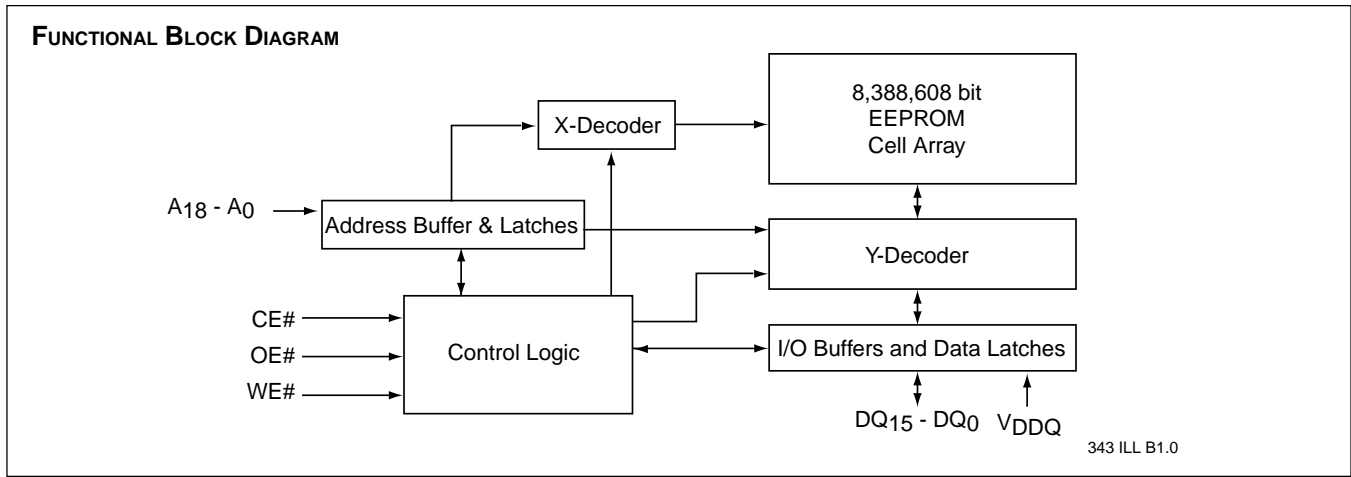 FUNCTIONAL BLOCK DIAGRAM
8,388,608 bit
EEPROM
Cell Array
X-Decoder
A18 - A0
Address Buffer & Latches
Y-Decoder
CE#
OE#
WE#
Control Logic
I/O Buffers and Data Latches
DQ15 - DQ0
VDDQ
343 ILL B1.0